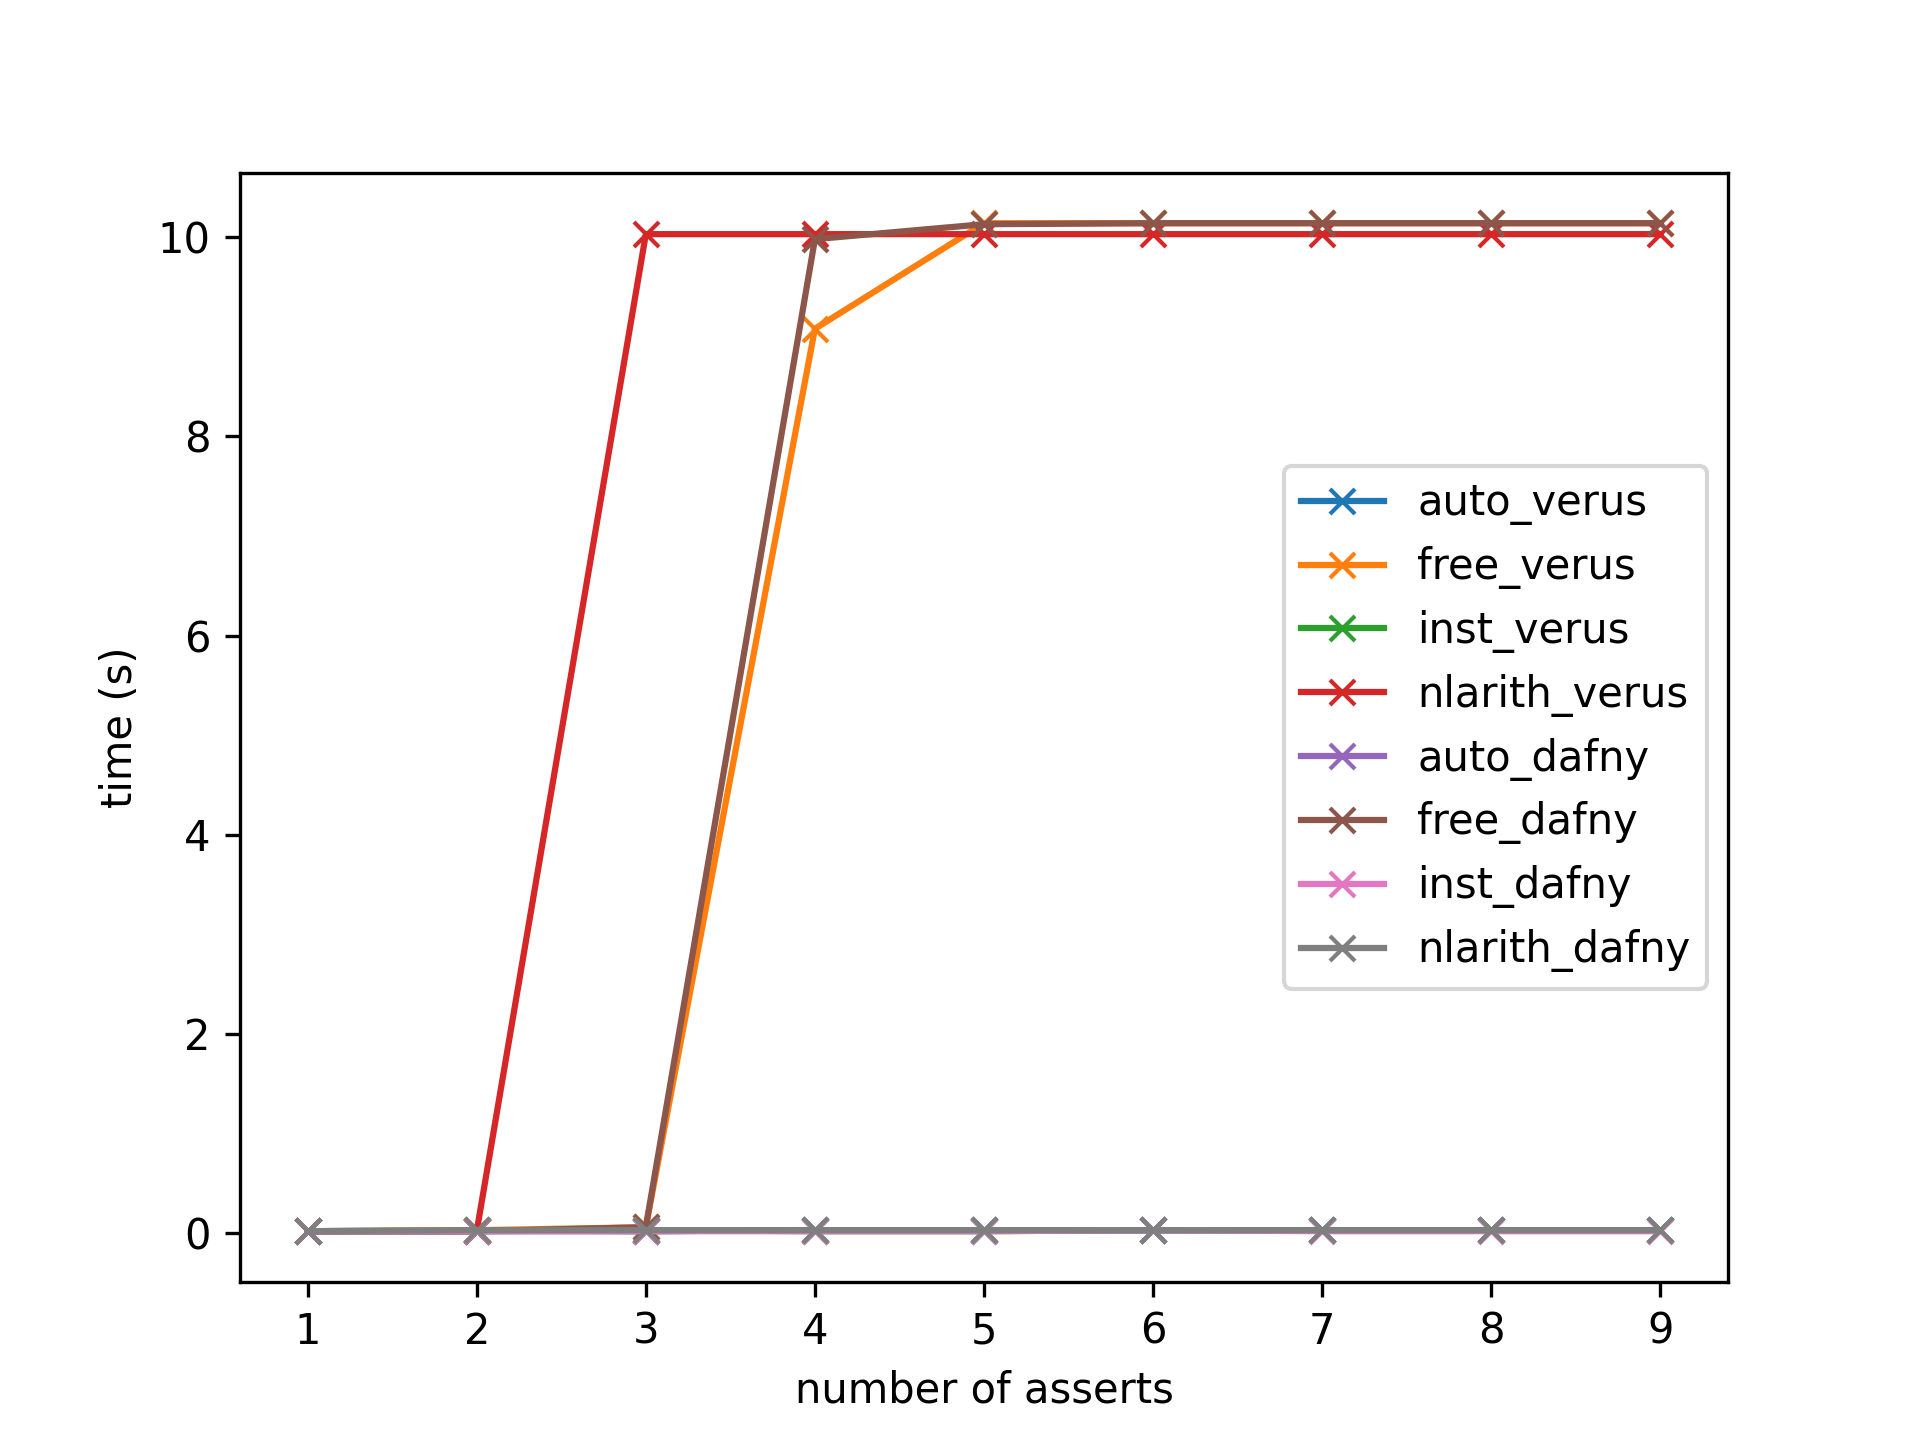 10
8
6
4
2
0
time (s)
auto_verus
free_verus
inst_verus
nlarith_verus
auto_dafny
free_dafny
inst_dafny
nlarith_dafny
1 2 3 4 5 6 7 8 9
number of asserts